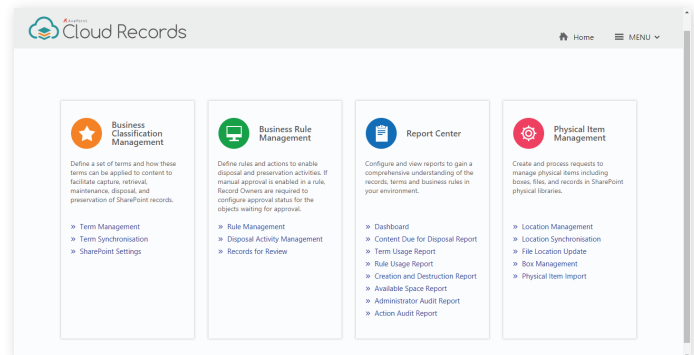 AvePoint
Cloud Records
Home
MENU
Business
Classification
Management
Define a set of terms and how these
terms can be applied to content to
facilitate capture, retrieval,
maintenance, disposal, and
preservation of SharePoint records.
» Term Management
» Term Synchronisation
» SharePoint Settings
Business Rule
Management
Define rules and actions to enable
disposal and preservation activities. If
manual approval is enabled in a rule,
Record Owners are required to
configure approval status for the
objects waiting for approval.
» Rule Management
» Disposal Activity Management
» Records for Review
Report Center
Configure and view reports to gain a
comprehensive understanding of the
records, terms and business rules in
your environment.
» Dashboard
» Content Due for Disposal Report
» Term Usage Report
» Rule Usage Report
» Creation and Destruction Report
» Available Space Report
» Administrator Audit Report
» Action Audit Report
Physical Item
Management
Create and process requests to
manage physical items including
boxes, files, and records in SharePoint
physical libraries.
» Location Management
» Location Synchronisation
» File Location Update
» Box Management
» Physical Item Import